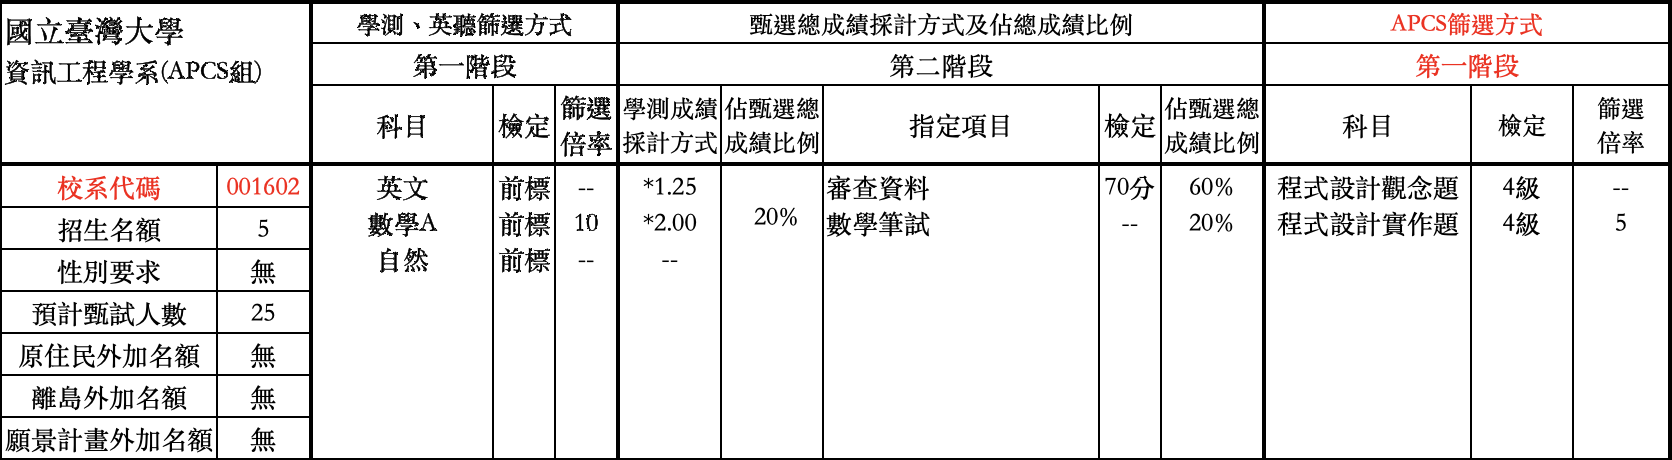 國立臺灣大學
資訊工程學系(APCS組)
學測、英聽篩選方式
甄選總成績採計方式及佔總成績比例
APCS篩選方式
第一階段
第二階段
第一階段
科目
檢定
篩選
倍率
學測成績
採計方式
佔甄選總
成績比例
指定項目
檢定
佔甄選總
成績比例
科目
檢定
篩選
倍率
校系代碼 001602
招生名額 5
性別要求 無
預計甄試人數 25
原住民外加名額 無
離島外加名額 無
願景計畫外加名額 無
英文 前標 -- *1.25
數學A 前標 10 *2.00
自然 前標 -- --
20%
審查資料 70分 60%
數學筆試 -- 20%
程式設計觀念題 4級 --
程式設計實作題 4級 5